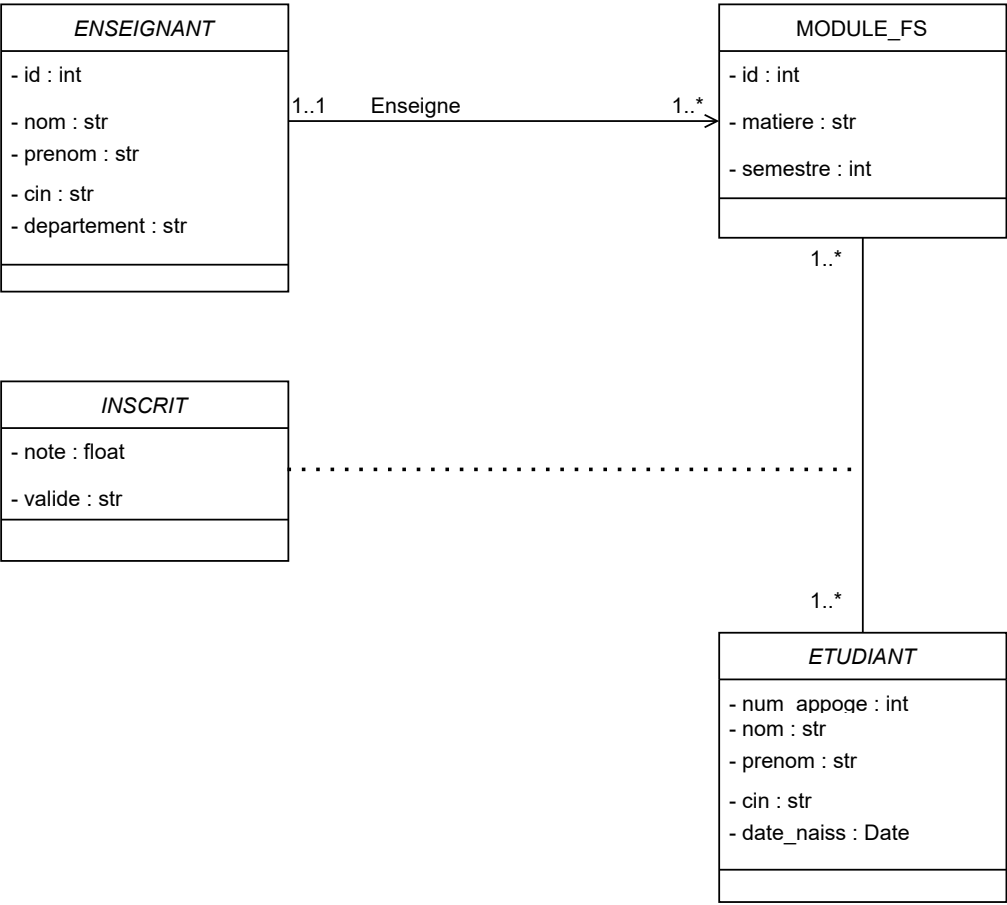 ENSEIGNANT
- id : int
- nom : str
- prenom : str
- cin : str
- departement : str
1..1
Enseigne
1..*
MODULE_FS
- id : int
- matiere : str
- semestre : int
1..*
INSCRIT
- note : float
- valide : str
1..*
ETUDIANT
- num_appoge : int
- nom : str
- prenom : str
- cin : str
- date_naiss : Date